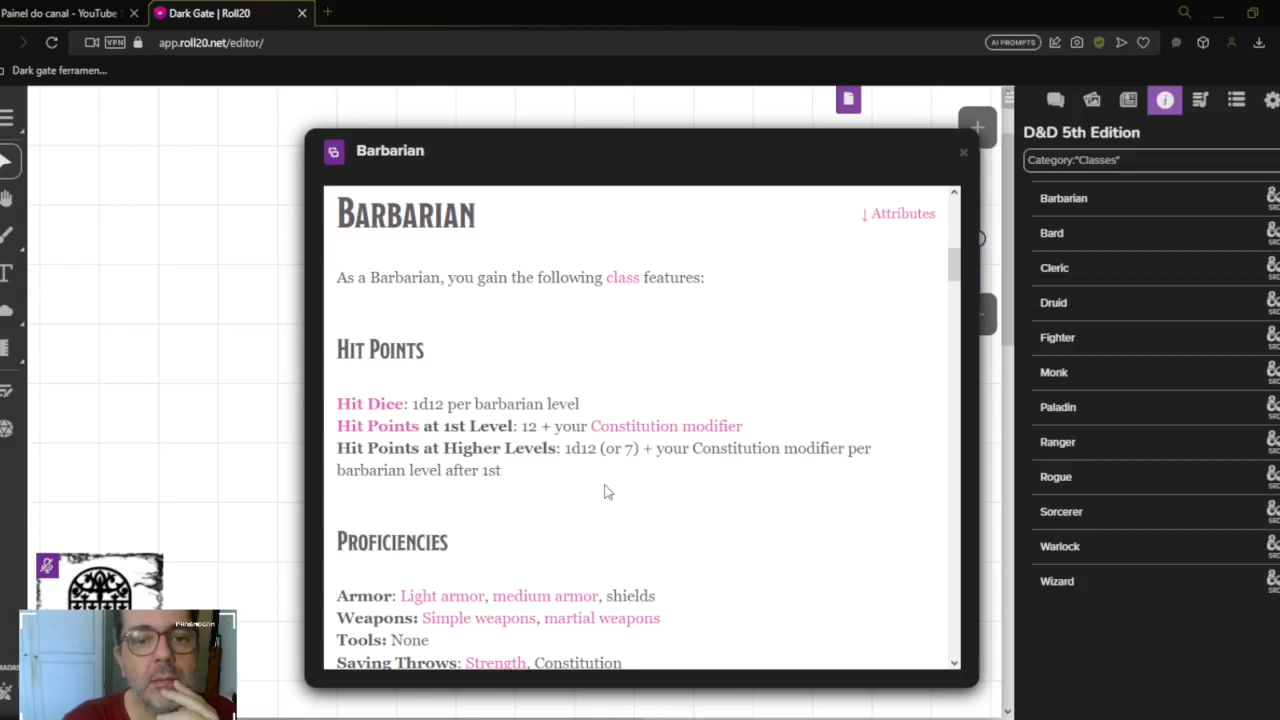 Painel do canal - YouTube
Dark Gate | Roll20
VPN
app.roll20.net/editor/
AI PROMPTS
Dark gate ferramen...
Barbarian
BARBARIAN
↓ Attributes
As a Barbarian, you gain the following class features:
HIT POINTS
Hit Dice: 1d12 per barbarian level
Hit Points at 1st Level: 12 + your Constitution modifier
Hit Points at Higher Levels: 1d12 (or 7) + your Constitution modifier per
barbarian level after 1st
PROFICIENCIES
Armor: Light armor, medium armor, shields
Weapons: Simple weapons, martial weapons
Tools: None
Saving Throws: Strength, Constitution
D&D 5th Edition
Category:"Classes"
Barbarian
Bard
Cleric
Druid
Fighter
Monk
Paladin
Ranger
Rogue
Sorcerer
Warlock
Wizard
PHASMOCAM